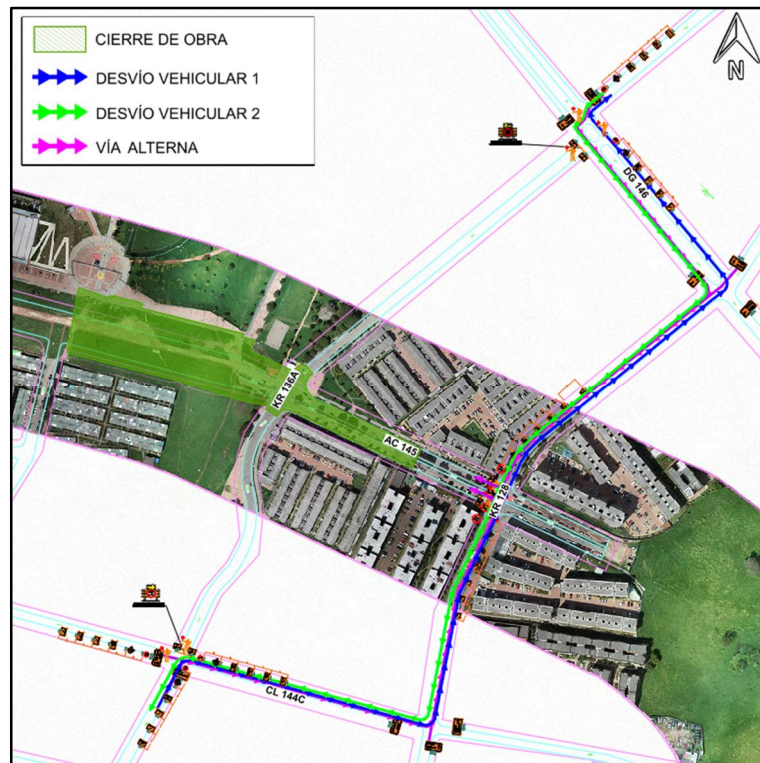 CIERRE DE OBRA
DESVÍO VEHICULAR 1
DESVÍO VEHICULAR 2
VÍA ALTERNA
N
DG 146
KR 136A
AC 145
KR 128
CL 144C